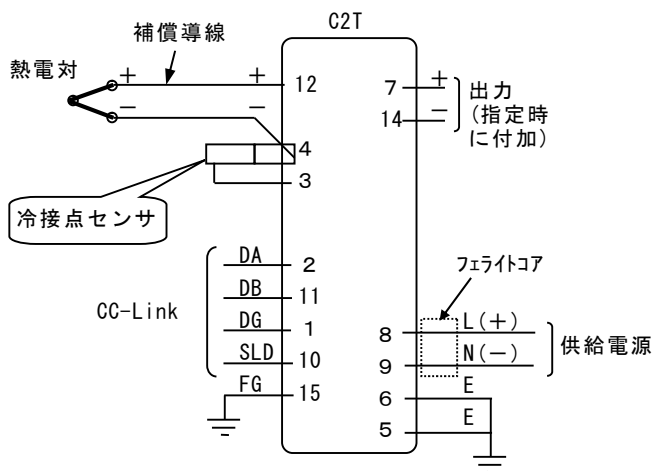 C2T
補償導線
熱電対
+
+
12
−
−
4
3
冷接点センサ
7
+
14
−
出力
(指定時
に付加)
CC-Link
DA
2
DB
11
DG
1
SLD
10
FG
15
フェライトコア
8
L(+)
9
N(−)
供給電源
6
E
5
E